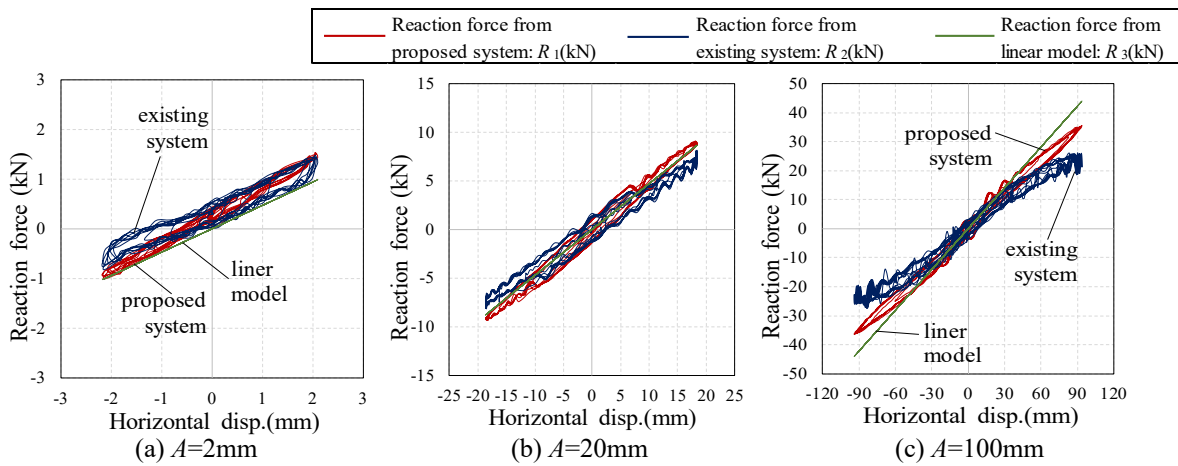 Reaction force from
proposed system: R 1(kN)
Reaction force from
existing system: R 2(kN)
Reaction force from
linear model: R 3(kN)
Reaction force (kN)
3
2
1
0
-1
-2
-3
existing
system
liner
model
proposed
system
-3 -2 -1 0 1 2 3
Horizontal disp.(mm)
(a) A=2mm
Reaction force (kN)
15
10
5
0
-5
-10
-15
-25 -20 -15 -10 -5 0 5 10 15 20 25
Horizontal disp.(mm)
(b) A=20mm
Reaction force (kN)
50
40
30
20
10
0
-10
-20
-30
-40
-50
proposed
system
existing
system
liner
model
-120 -90 -60 -30 0 30 60 90 120
Horizontal disp.(mm)
(c) A=100mm